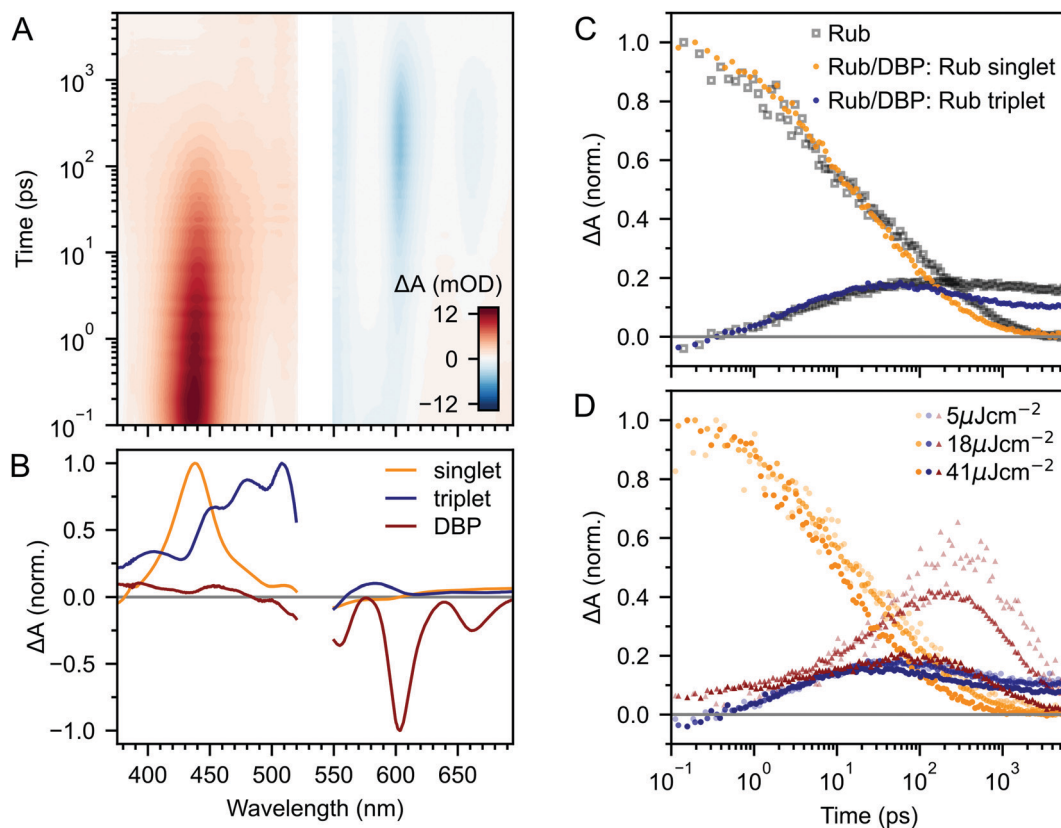 A
10³
10²
10¹
10⁰
10⁻¹
Time (ps)
ΔA (mOD)
12
0
−12
B
1.0
0.5
0.0
−0.5
−1.0
ΔA (norm.)
singlet
triplet
DBP
400 450 500 550 600 650
Wavelength (nm)
C
1.0
0.8
0.6
0.4
0.2
0.0
ΔA (norm.)
Rub
Rub/DBP: Rub singlet
Rub/DBP: Rub triplet
D
1.0
0.8
0.6
0.4
0.2
0.0
ΔA (norm.)
5μJcm⁻²
18μJcm⁻²
41μJcm⁻²
10⁻¹ 10⁰ 10¹ 10² 10³
Time (ps)